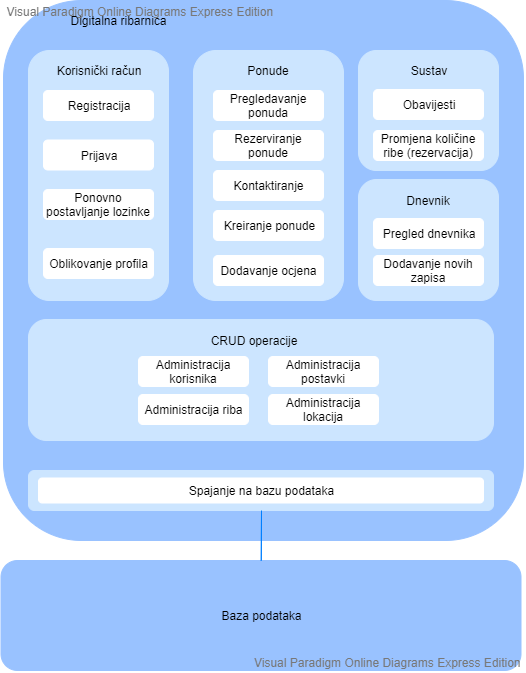 Visual Paradigm Online Diagrams Express Edition
Digitalna ribarnica
Korisnički račun
Registracija
Prijava
Ponovno
postavljanje lozinke
Oblikovanje profila
Ponude
Pregledavanje
ponuda
Rezerviranje
ponude
Kontaktiranje
Kreiranje ponude
Dodavanje ocjena
Sustav
Obavijesti
Promjena količine
ribe (rezervacija)
Dnevnik
Pregled dnevnika
Dodavanje novih
zapisa
CRUD operacije
Administracija
korisnika
Administracija
postavki
Administracija riba
Administracija
lokacija
Spajanje na bazu podataka
Baza podataka
Visual Paradigm Online Diagrams Express Edition